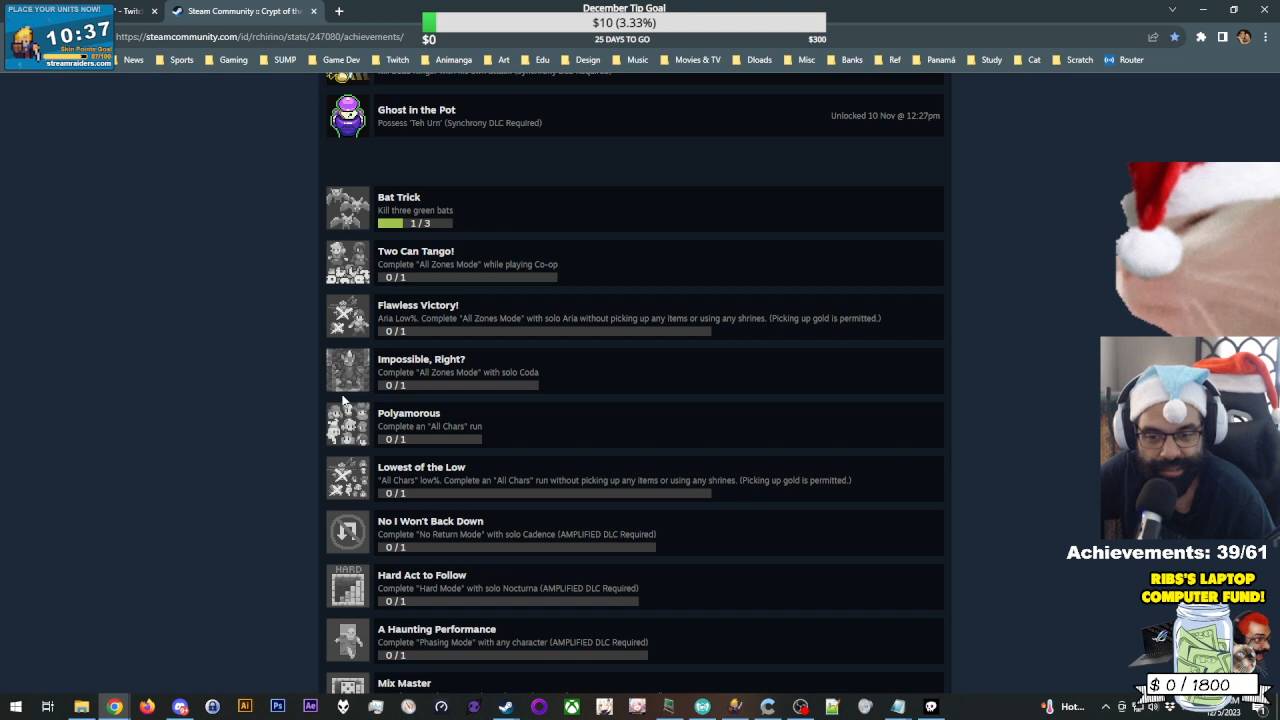 PLACE YOUR UNITS NOW!
10:37
Skin Points Goal
87/100
streamraiders.com
- Twitc
Steam Community :: Crypt of the
December Tip Goal
$10 (3.33%)
$0
25 DAYS TO GO
$300
https://steamcommunity.com/id/rchirino/stats/247080/achievements/
News
Sports
Gaming
SUMP
Game Dev
Twitch
Animanga
Art
Edu
Design
Music
Movies & TV
Dloads
Misc
Banks
Ref
Panamá
Study
Cat
Scratch
Router
Ghost in the Pot
Possess 'Teh Urn' (Synchrony DLC Required)
Unlocked 10 Nov @ 12:27pm
Bat Trick
Kill three green bats
1 / 3
Two Can Tango!
Complete "All Zones Mode" while playing Co-op
0 / 1
Flawless Victory!
Aria Low%. Complete "All Zones Mode" with solo Aria without picking up any items or using any shrines. (Picking up gold is permitted.)
0 / 1
Impossible, Right?
Complete "All Zones Mode" with solo Coda
0 / 1
Polyamorous
Complete an "All Chars" run
0 / 1
Lowest of the Low
"All Chars" low%. Complete an "All Chars" run without picking up any items or using any shrines. (Picking up gold is permitted.)
0 / 1
No I Won't Back Down
Complete "No Return Mode" with solo Cadence (AMPLIFIED DLC Required)
0 / 1
HARD
Hard Act to Follow
Complete "Hard Mode" with solo Nocturna (AMPLIFIED DLC Required)
0 / 1
A Haunting Performance
Complete "Phasing Mode" with any character (AMPLIFIED DLC Required)
0 / 1
Mix Master
Achievements: 39/61
RIBS'S LAPTOP
COMPUTER FUND!
$ 0 / 1800
Hot...
12/5/2023